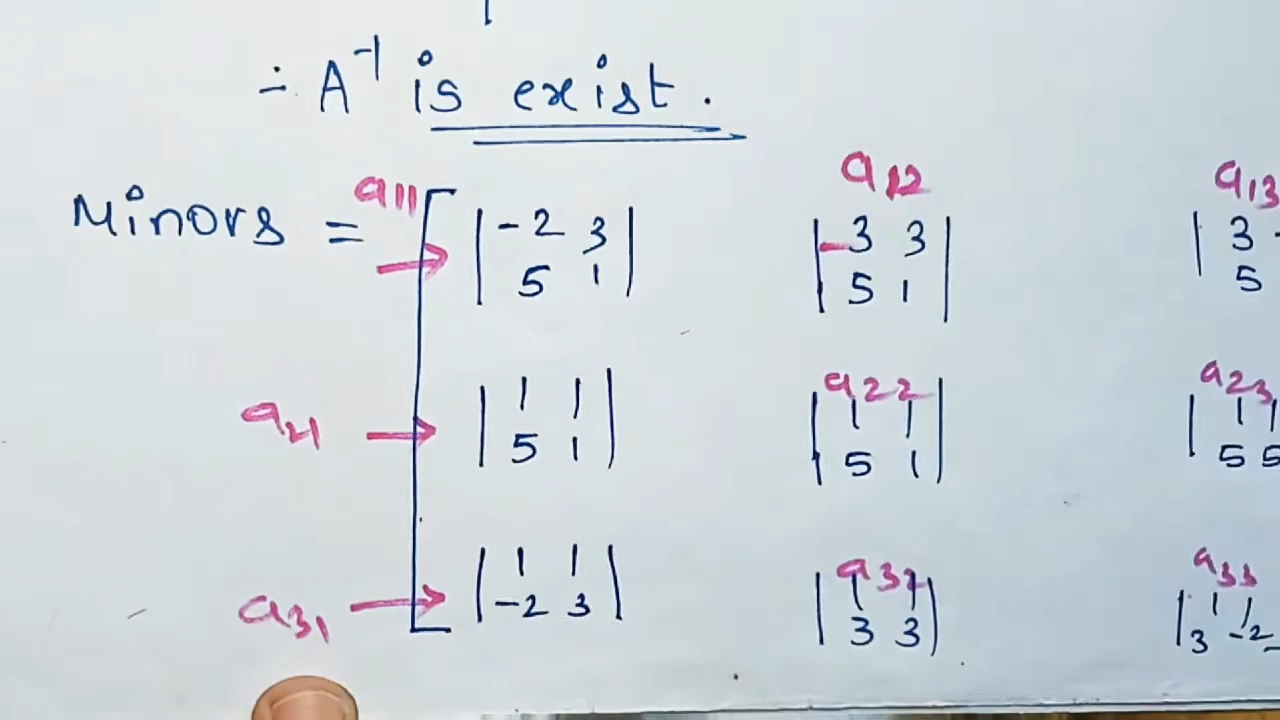 ∴ A⁻¹ is exist.
a11 a12 a13
Minors = [ | -2 3 | | -3 3 | | 3
5 1 5 1 5
a21 a22 a23
| 1 1 | | 1 1 | | 1 1
5 1 5 1 5 5
a31 a32 a33
| 1 1 | | 1 1 | | 1 1
-2 3 3 3 3 -2